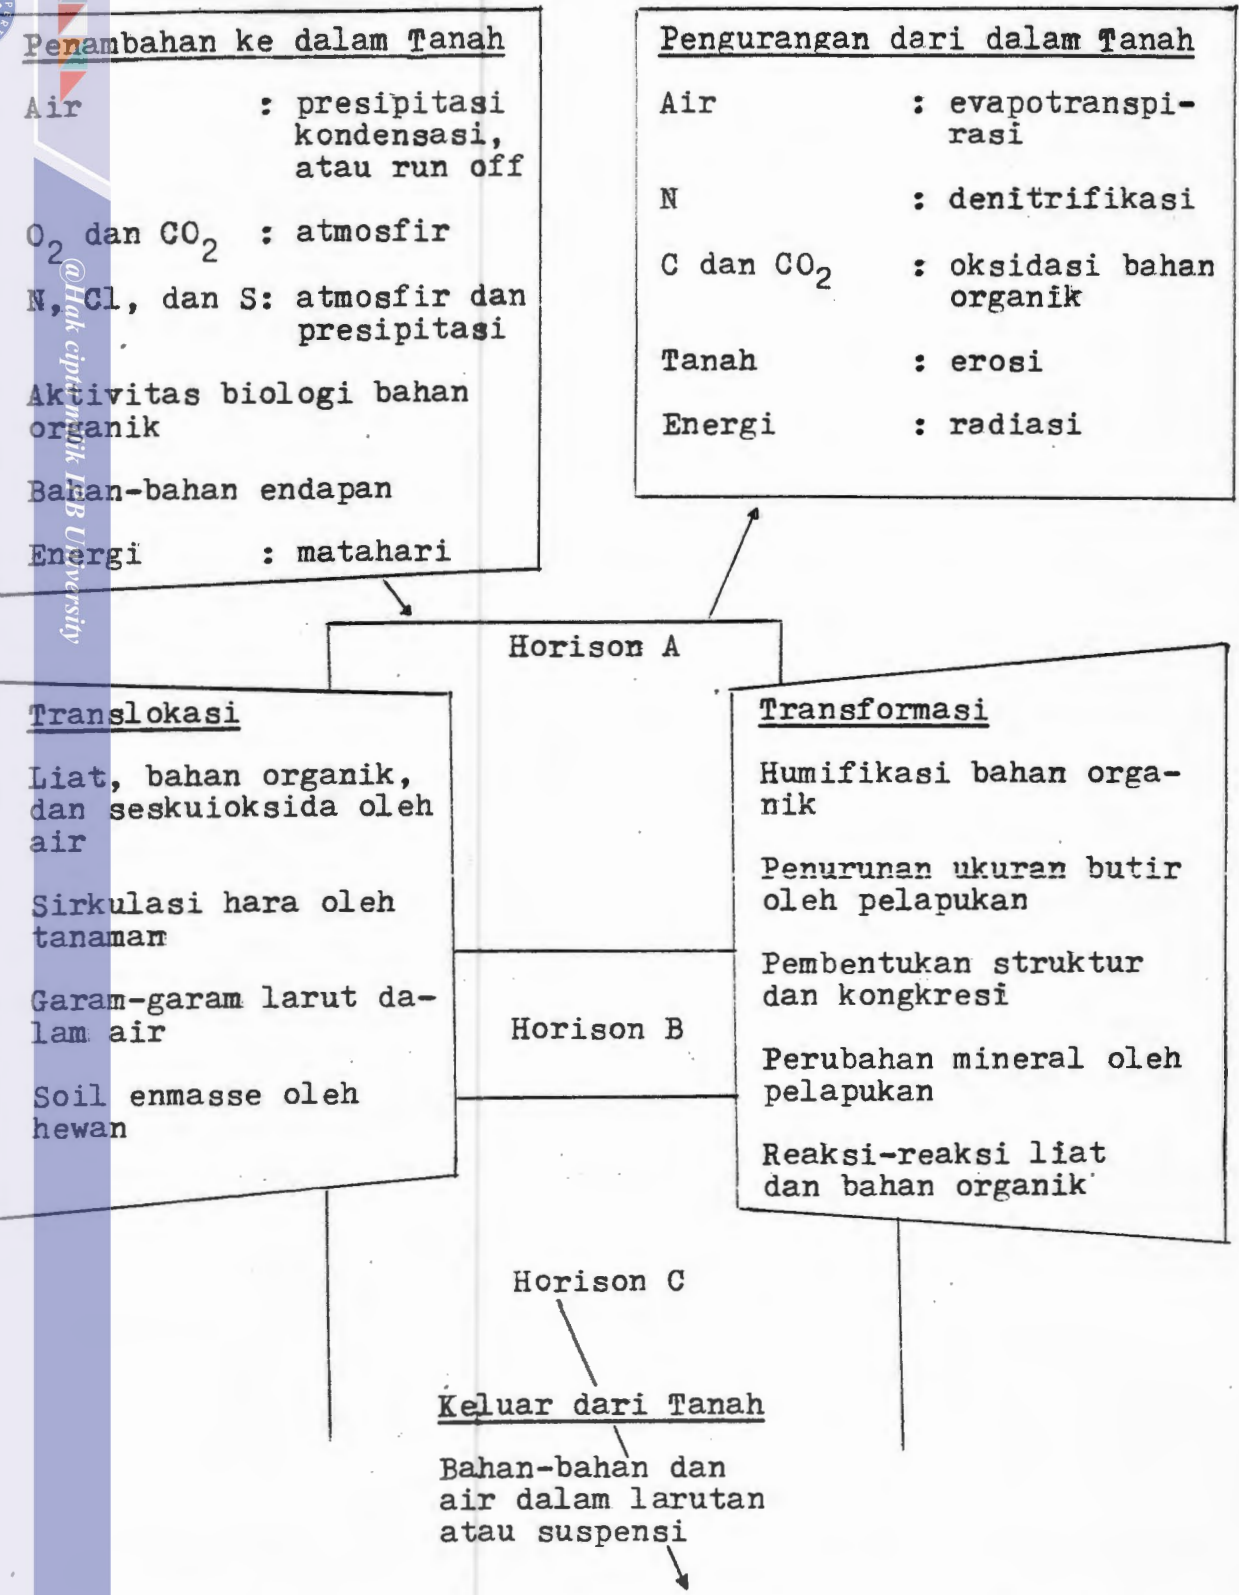 Penambahan ke dalam Tanah
Air : presipitasi
kondensasi,
atau run off
O2 dan CO2 : atmosfir
N, Cl, dan S: atmosfir dan
presipitasi
Aktivitas biologi bahan
organik
Bahan-bahan endapan
Energi : matahari
Pengurangan dari dalam Tanah
Air : evapotranspi-
rasi
N : denitrifikasi
C dan CO2 : oksidasi bahan
organik
Tanah : erosi
Energi : radiasi
Horison A
Translokasi
Liat, bahan organik,
dan seskuioksida oleh
air
Sirkulasi hara oleh
tanaman
Garam-garam larut da-
lam air
Soil enmasse oleh
hewan
Horison B
Transformasi
Humifikasi bahan orga-
nik
Penurunan ukuran butir
oleh pelapukan
Pembentukan struktur
dan kongkresi
Perubahan mineral oleh
pelapukan
Reaksi-reaksi liat
dan bahan organik
Horison C
Keluar dari Tanah
Bahan-bahan dan
air dalam larutan
atau suspensi
@Hak cipta milik IPB University